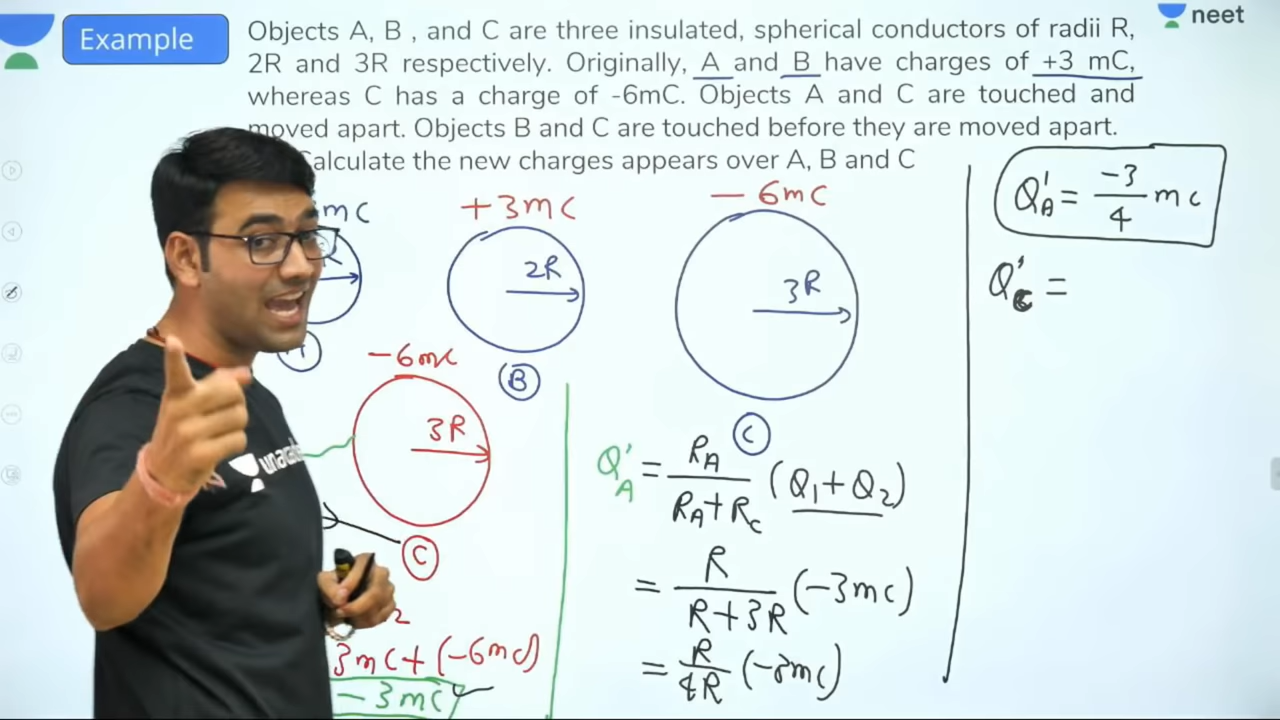 Example
neet
Objects A, B , and C are three insulated, spherical conductors of radii R,
2R and 3R respectively. Originally, A and B have charges of +3 mC,
whereas C has a charge of -6mC. Objects A and C are touched and
moved apart. Objects B and C are touched before they are moved apart.
alculate the new charges appears over A, B and C
mC
+3mC
-6mC
R
2R
3R
B
C
-6mC
3R
C
3mC+(-6mC)
-3mC
Q'A = RA/(RA+RC) (Q1+Q2)
= R/(R+3R) (-3mC)
= R/4R (-3mC)
Q'A = -3/4 mC
Q'C =